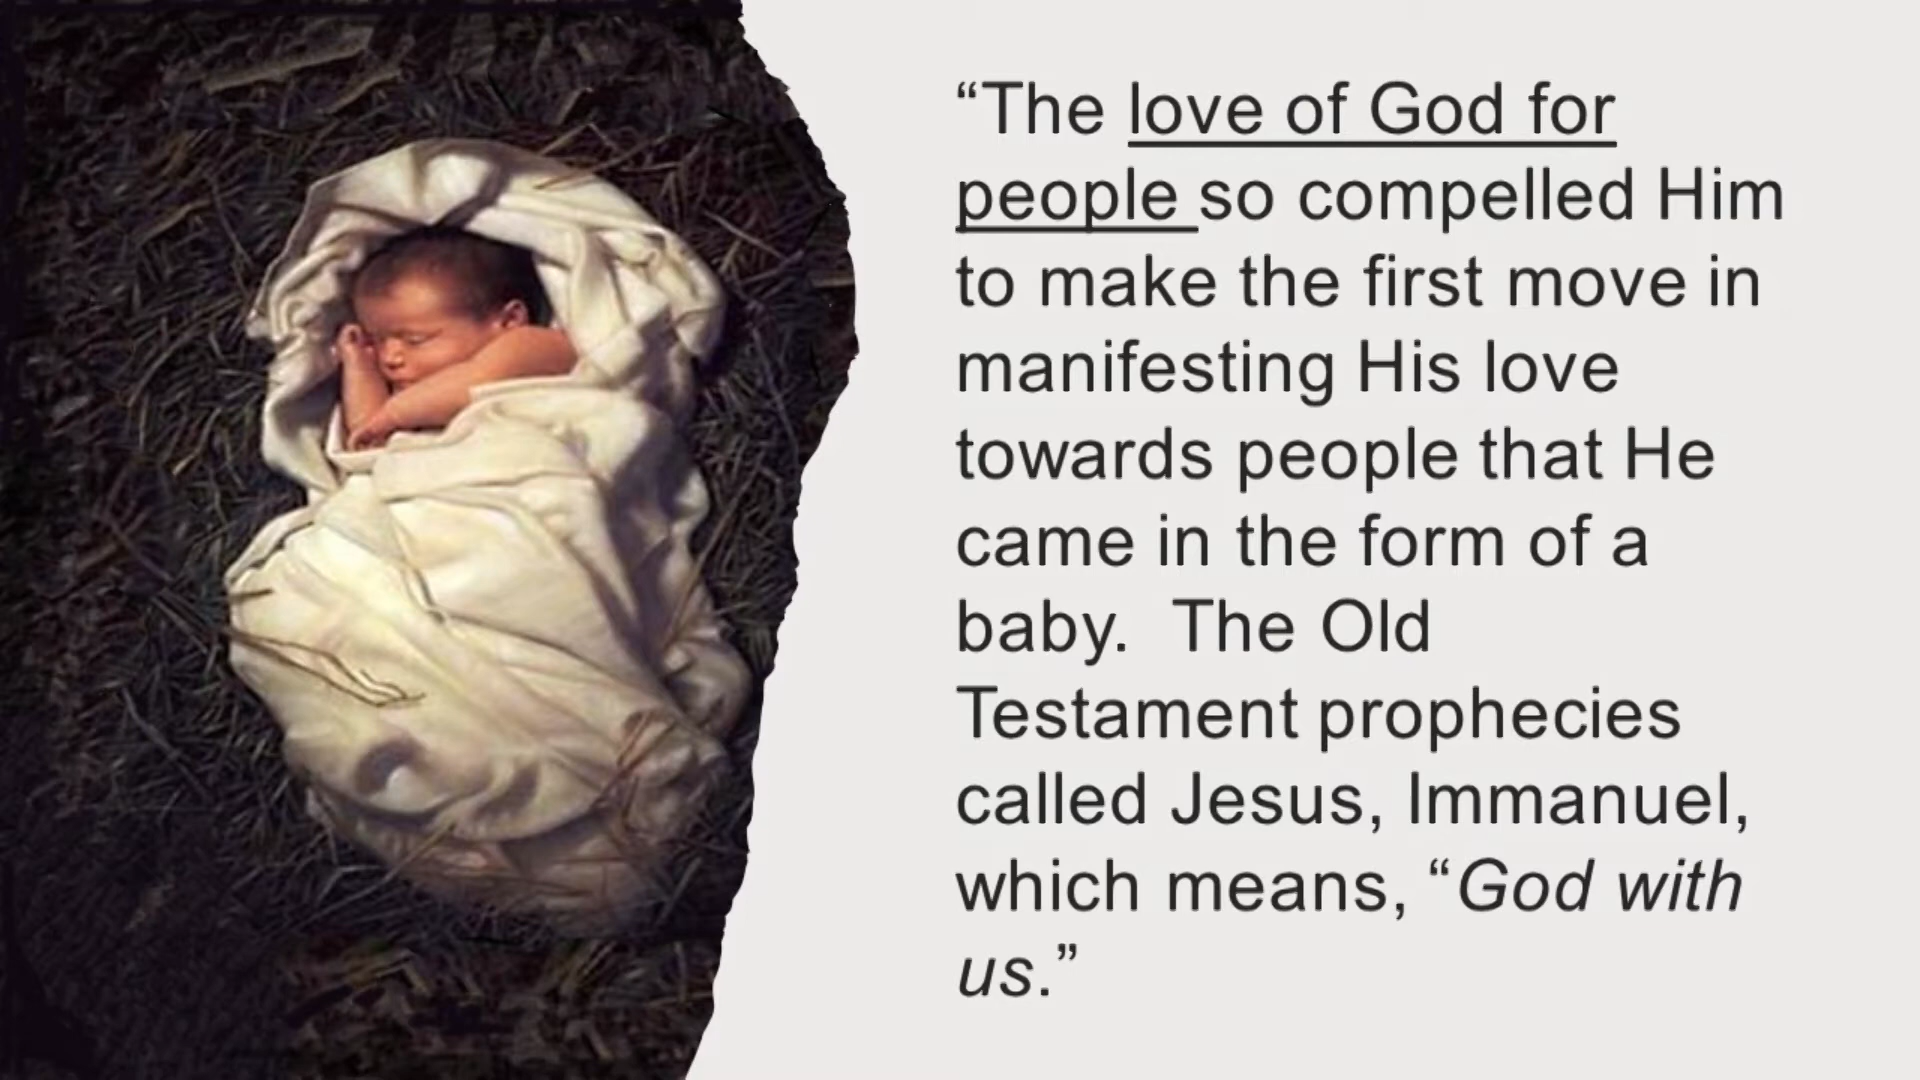 “The love of God for
people so compelled Him
to make the first move in
manifesting His love
towards people that He
came in the form of a
baby.  The Old
Testament prophecies
called Jesus, Immanuel,
which means, “God with
us.”